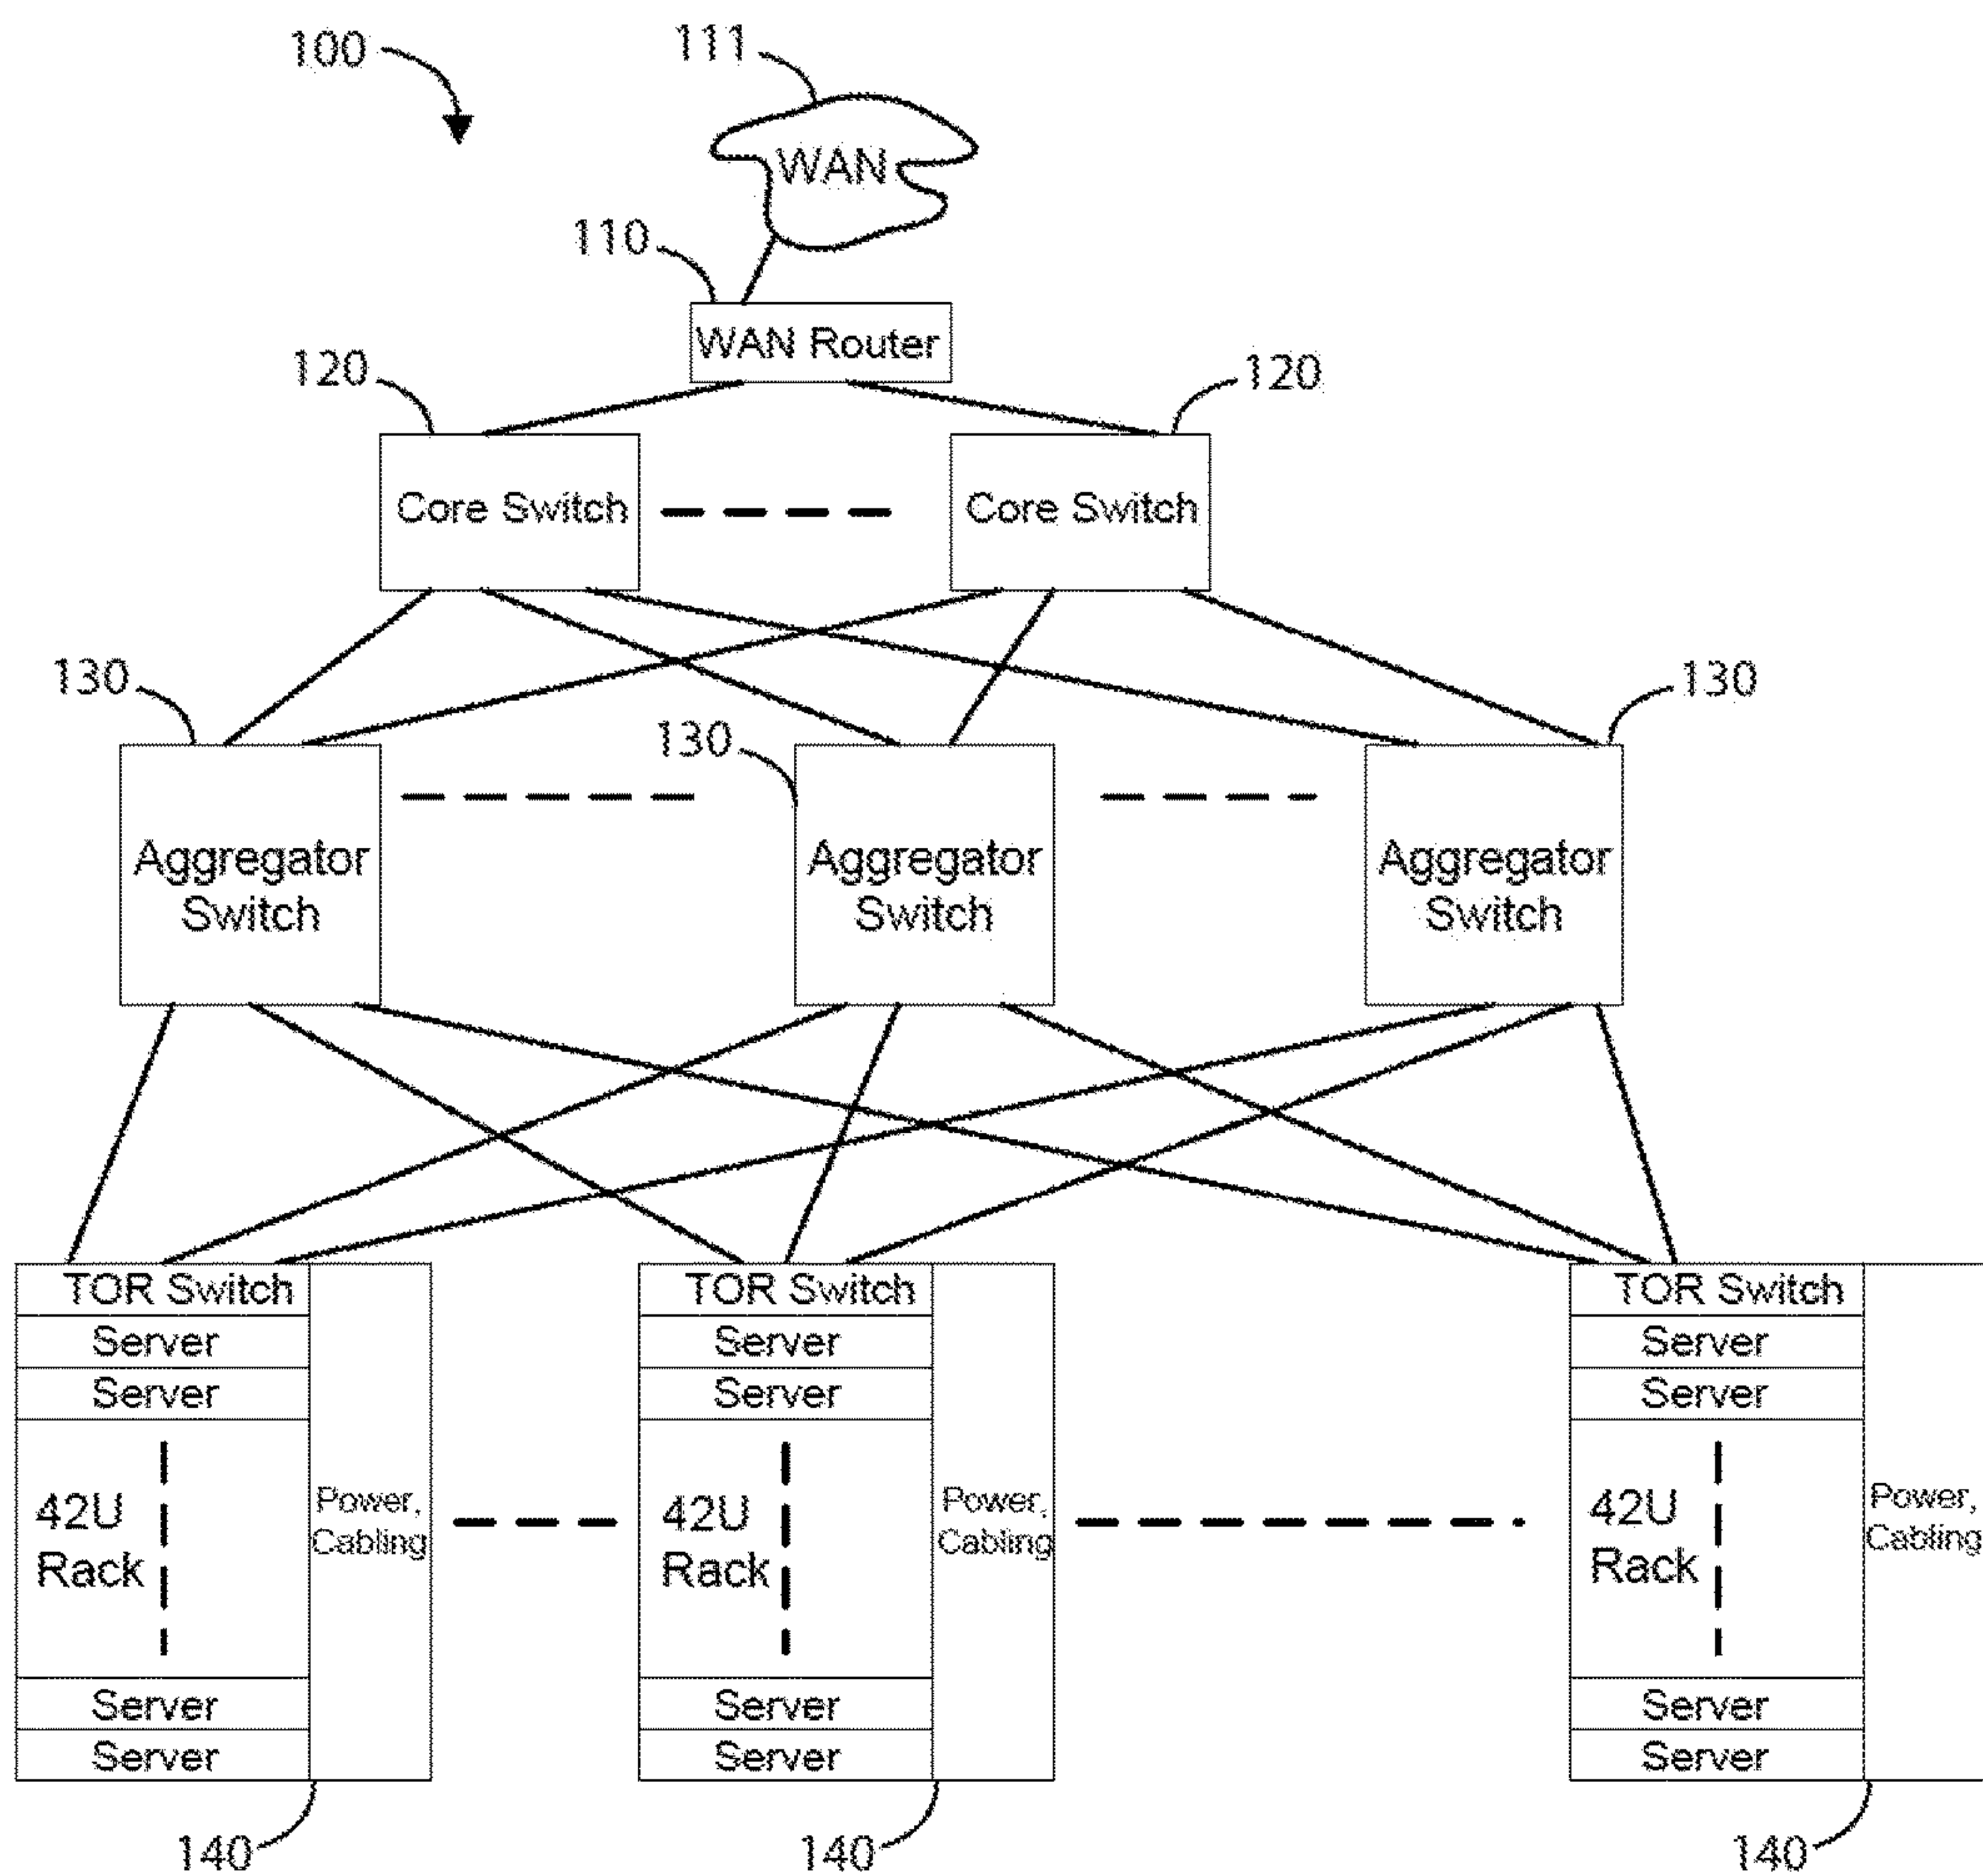 100
111
WAN
110
WAN Router
120
120
Core Switch
Core Switch
130
130
130
Aggregator
Switch
Aggregator
Switch
Aggregator
Switch
TOR Switch
Server
Server
42U
Rack
Power,
Cabling
Server
Server
140
TOR Switch
Server
Server
42U
Rack
Power,
Cabling
Server
Server
140
TOR Switch
Server
Server
42U
Rack
Power,
Cabling
Server
Server
140